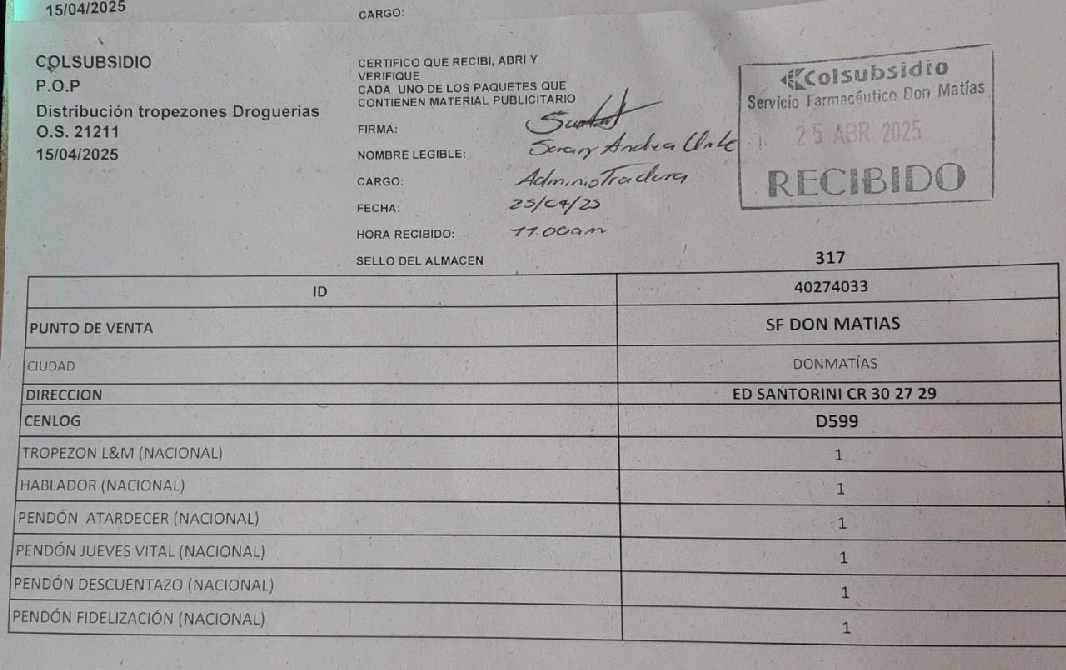 15/04/2025
CARGO:
COLSUBSIDIO
P.O.P
Distribución tropezones Droguerias
O.S. 21211
15/04/2025
CERTIFICO QUE RECIBI, ABRI Y
VERIFIQUE
CADA UNO DE LOS PAQUETES QUE
CONTIENEN MATERIAL PUBLICITARIO
FIRMA:
NOMBRE LEGIBLE: Andrea
CARGO: Administradora
FECHA: 25/04/25
HORA RECIBIDO: 11:00am
SELLO DEL ALMACEN
Colsubsidio
Servicio Farmacéutico Don Matías
25 ABR 2025
RECIBIDO
317
ID 40274033
PUNTO DE VENTA SF DON MATIAS
CIUDAD DONMATÍAS
DIRECCION ED SANTORINI CR 30 27 29
CENLOG D599
TROPEZON L&M (NACIONAL) 1
HABLADOR (NACIONAL) 1
PENDÓN ATARDECER (NACIONAL) 1
PENDÓN JUEVES VITAL (NACIONAL) 1
PENDÓN DESCUENTAZO (NACIONAL) 1
PENDÓN FIDELIZACIÓN (NACIONAL) 1